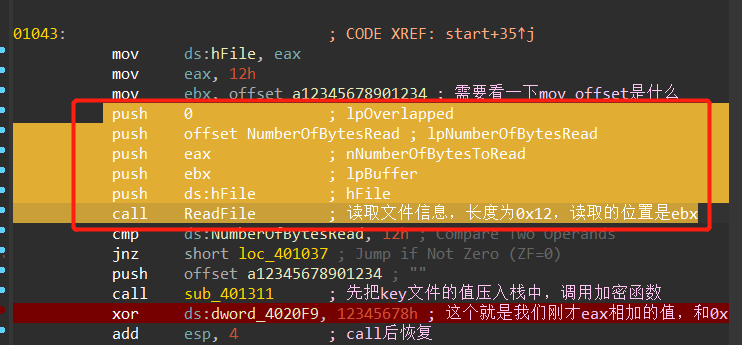 01043: ; CODE XREF: start+35↑j
mov ds:hFile, eax
mov eax, 12h
mov ebx, offset a12345678901234 ; 需要看一下mov offset是什么
push 0 ; lpOverlapped
push offset NumberOfBytesRead ; lpNumberOfBytesRead
push eax ; nNumberOfBytesToRead
push ebx ; lpBuffer
push ds:hFile ; hFile
call ReadFile ; 读取文件信息，长度为0x12，读取的位置是ebx
cmp ds:NumberOfBytesRead, 12h ; Compare Two Operands
jnz short loc_401037 ; Jump if Not Zero (ZF=0)
push offset a12345678901234 ; ""
call sub_401311 ; 先把key文件的值压入栈中，调用加密函数
xor ds:dword_4020F9, 12345678h ; 这个就是我们刚才eax相加的值，和0x
add esp, 4 ; call后恢复